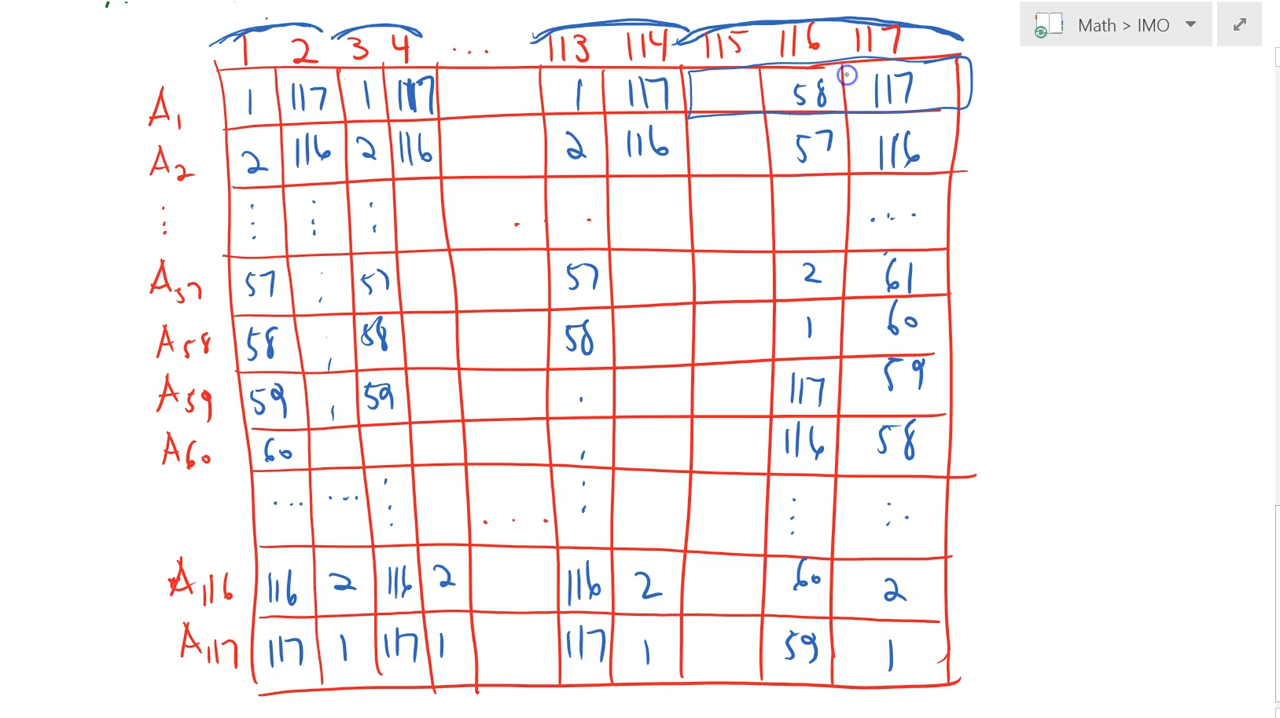 Math > IMO
1 2 3 4 ... 113 114 115 116 117
A1 1 117 1 117 1 117 58 117
A2 2 116 2 116 2 116 57 116
⋮ ⋮ ⋮ ⋮ . . . . ...
A57 57 . 57 57 2 61
A58 58 , 58 58 1 60
A59 59 , 59 . 117 59
A60 60 , 116 58
... ... ⋮ ... ⋮ ⋮ ⋮
A116 116 2 116 2 116 2 60 2
A117 117 1 117 1 117 1 59 1